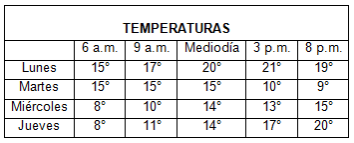 TEMPERATURAS
6 a.m. 9 a.m. Mediodía 3 p.m. 8 p.m.
Lunes 15° 17° 20° 21° 19°
Martes 15° 15° 15° 10° 9°
Miércoles 8° 10° 14° 13° 15°
Jueves 8° 11° 14° 17° 20°